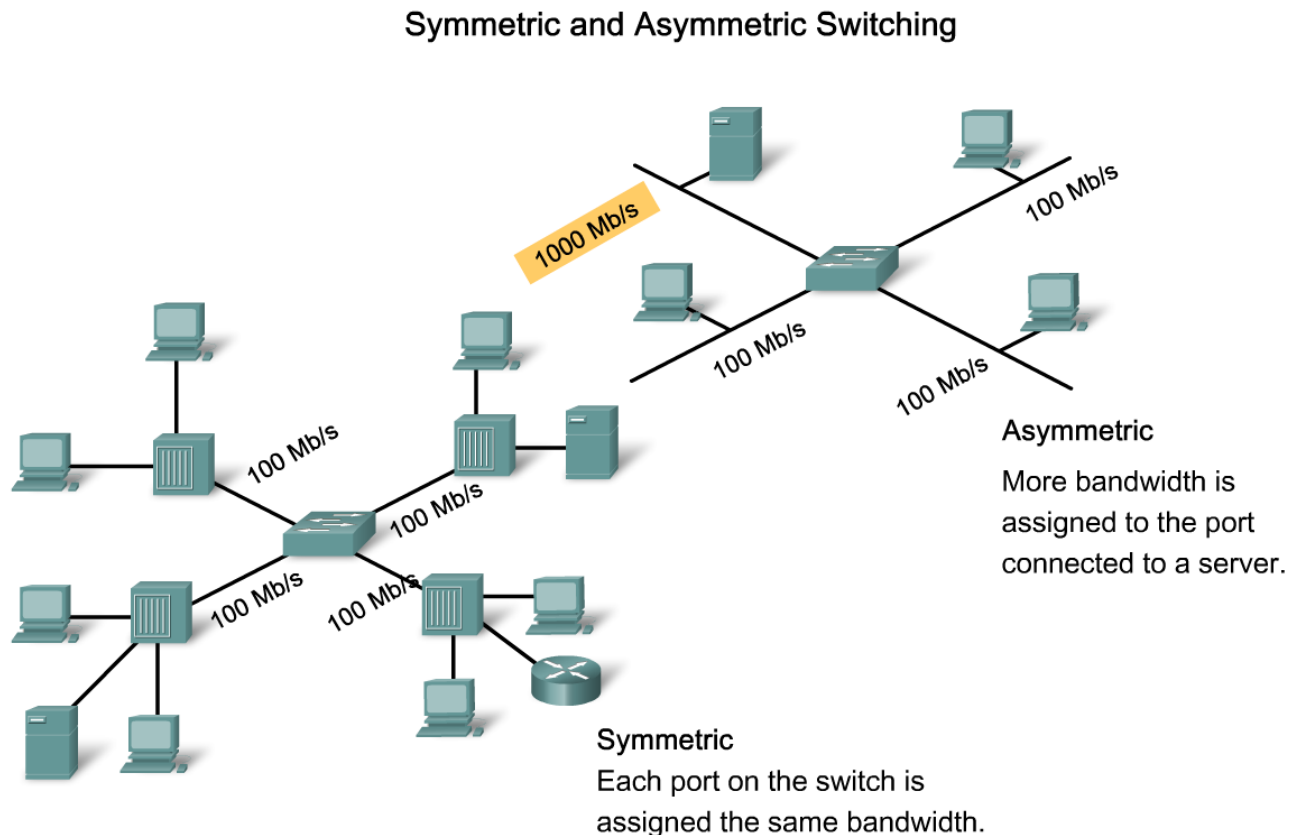 Symmetric and Asymmetric Switching
1000 Mb/s
100 Mb/s
100 Mb/s
100 Mb/s
Asymmetric
More bandwidth is
assigned to the port
connected to a server.
100 Mb/s
100 Mb/s
100 Mb/s
100 Mb/s
Symmetric
Each port on the switch is
assigned the same bandwidth.